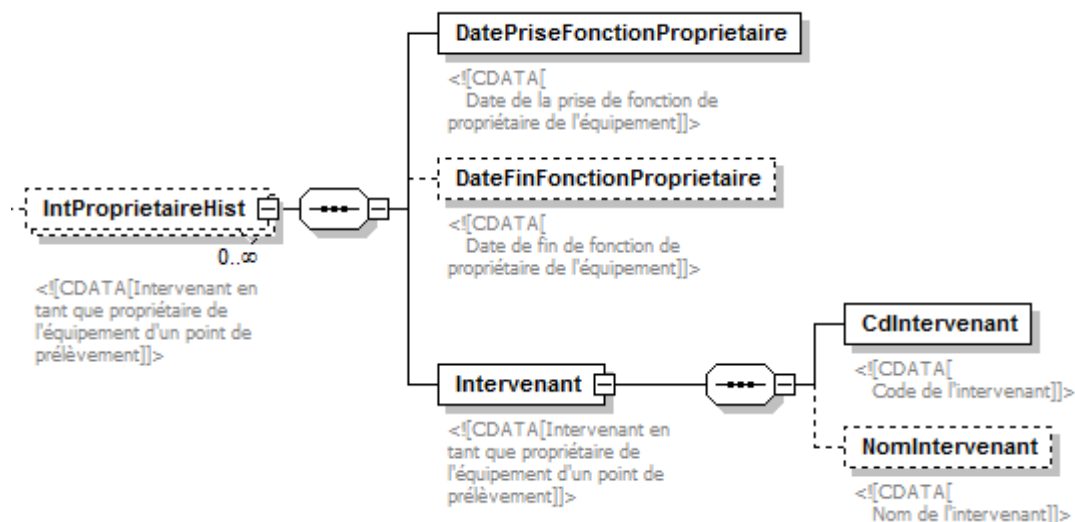 DatePriseFonctionProprietaire
<![CDATA[
Date de la prise de fonction de
propriétaire de l'équipement]]>
DateFinFonctionProprietaire
<![CDATA[
Date de fin de fonction de
propriétaire de l'équipement]]>
IntProprietaireHist
0..∞
<![CDATA[Intervenant en
tant que propriétaire de
l'équipement d'un point de
prélèvement]]>
Intervenant
<![CDATA[Intervenant en
tant que propriétaire de
l'équipement d'un point de
prélèvement]]>
CdIntervenant
<![CDATA[
Code de l'intervenant]]>
NomIntervenant
<![CDATA[
Nom de l'intervenant]]>